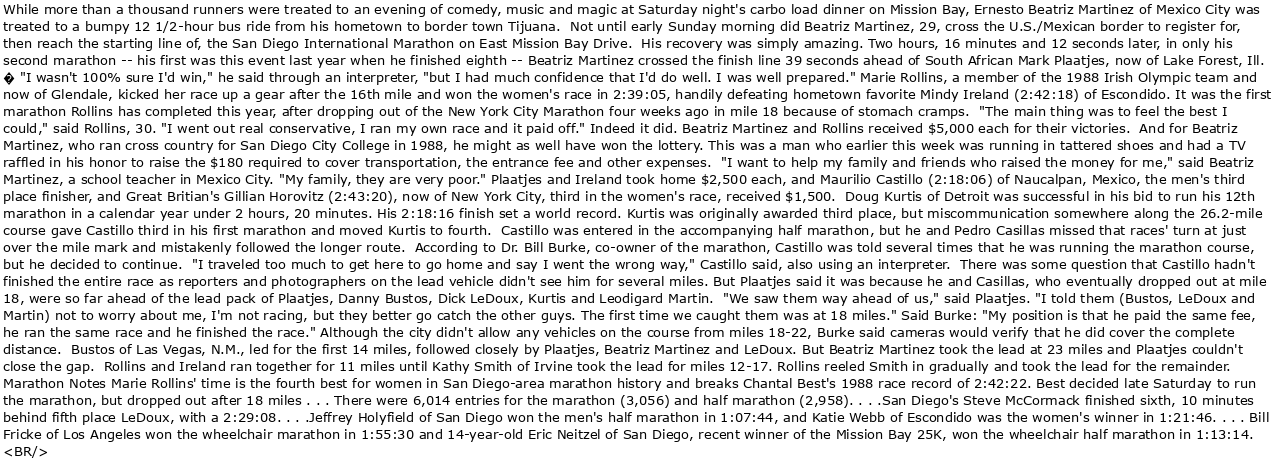 While more than a thousand runners were treated to an evening of comedy, music and magic at Saturday night's carbo load dinner on Mission Bay, Ernesto Beatriz Martinez of Mexico City was
treated to a bumpy 12 1/2-hour bus ride from his hometown to border town Tijuana.  Not until early Sunday morning did Beatriz Martinez, 29, cross the U.S./Mexican border to register for,
then reach the starting line of, the San Diego International Marathon on East Mission Bay Drive.  His recovery was simply amazing. Two hours, 16 minutes and 12 seconds later, in only his
second marathon -- his first was this event last year when he finished eighth -- Beatriz Martinez crossed the finish line 39 seconds ahead of South African Mark Plaatjes, now of Lake Forest, Ill.
� "I wasn't 100% sure I'd win," he said through an interpreter, "but I had much confidence that I'd do well. I was well prepared." Marie Rollins, a member of the 1988 Irish Olympic team and
now of Glendale, kicked her race up a gear after the 16th mile and won the women's race in 2:39:05, handily defeating hometown favorite Mindy Ireland (2:42:18) of Escondido. It was the first
marathon Rollins has completed this year, after dropping out of the New York City Marathon four weeks ago in mile 18 because of stomach cramps.  "The main thing was to feel the best I
could," said Rollins, 30. "I went out real conservative, I ran my own race and it paid off." Indeed it did. Beatriz Martinez and Rollins received $5,000 each for their victories.  And for Beatriz
Martinez, who ran cross country for San Diego City College in 1988, he might as well have won the lottery. This was a man who earlier this week was running in tattered shoes and had a TV
raffled in his honor to raise the $180 required to cover transportation, the entrance fee and other expenses.  "I want to help my family and friends who raised the money for me," said Beatriz
Martinez, a school teacher in Mexico City. "My family, they are very poor." Plaatjes and Ireland took home $2,500 each, and Maurilio Castillo (2:18:06) of Naucalpan, Mexico, the men's third
place finisher, and Great Britian's Gillian Horovitz (2:43:20), now of New York City, third in the women's race, received $1,500.  Doug Kurtis of Detroit was successful in his bid to run his 12th
marathon in a calendar year under 2 hours, 20 minutes. His 2:18:16 finish set a world record. Kurtis was originally awarded third place, but miscommunication somewhere along the 26.2-mile
course gave Castillo third in his first marathon and moved Kurtis to fourth.  Castillo was entered in the accompanying half marathon, but he and Pedro Casillas missed that races' turn at just
over the mile mark and mistakenly followed the longer route.  According to Dr. Bill Burke, co-owner of the marathon, Castillo was told several times that he was running the marathon course,
but he decided to continue.  "I traveled too much to get here to go home and say I went the wrong way," Castillo said, also using an interpreter.  There was some question that Castillo hadn't
finished the entire race as reporters and photographers on the lead vehicle didn't see him for several miles. But Plaatjes said it was because he and Casillas, who eventually dropped out at mile
18, were so far ahead of the lead pack of Plaatjes, Danny Bustos, Dick LeDoux, Kurtis and Leodigard Martin.  "We saw them way ahead of us," said Plaatjes. "I told them (Bustos, LeDoux and
Martin) not to worry about me, I'm not racing, but they better go catch the other guys. The first time we caught them was at 18 miles." Said Burke: "My position is that he paid the same fee,
he ran the same race and he finished the race." Although the city didn't allow any vehicles on the course from miles 18-22, Burke said cameras would verify that he did cover the complete
distance.  Bustos of Las Vegas, N.M., led for the first 14 miles, followed closely by Plaatjes, Beatriz Martinez and LeDoux. But Beatriz Martinez took the lead at 23 miles and Plaatjes couldn't
close the gap.  Rollins and Ireland ran together for 11 miles until Kathy Smith of Irvine took the lead for miles 12-17. Rollins reeled Smith in gradually and took the lead for the remainder.
Marathon Notes Marie Rollins' time is the fourth best for women in San Diego-area marathon history and breaks Chantal Best's 1988 race record of 2:42:22. Best decided late Saturday to run
the marathon, but dropped out after 18 miles . . . There were 6,014 entries for the marathon (3,056) and half marathon (2,958). . . .San Diego's Steve McCormack finished sixth, 10 minutes
behind fifth place LeDoux, with a 2:29:08. . . .Jeffrey Holyfield of San Diego won the men's half marathon in 1:07:44, and Katie Webb of Escondido was the women's winner in 1:21:46. . . . Bill
Fricke of Los Angeles won the wheelchair marathon in 1:55:30 and 14-year-old Eric Neitzel of San Diego, recent winner of the Mission Bay 25K, won the wheelchair half marathon in 1:13:14.
<BR/>